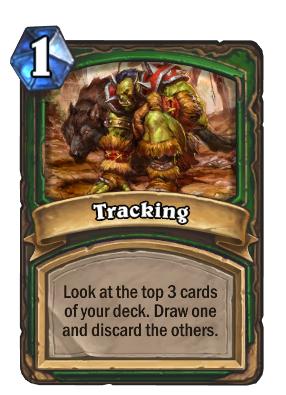 1
Tracking
Look at the top 3 cards
of your deck. Draw one
and discard the others.